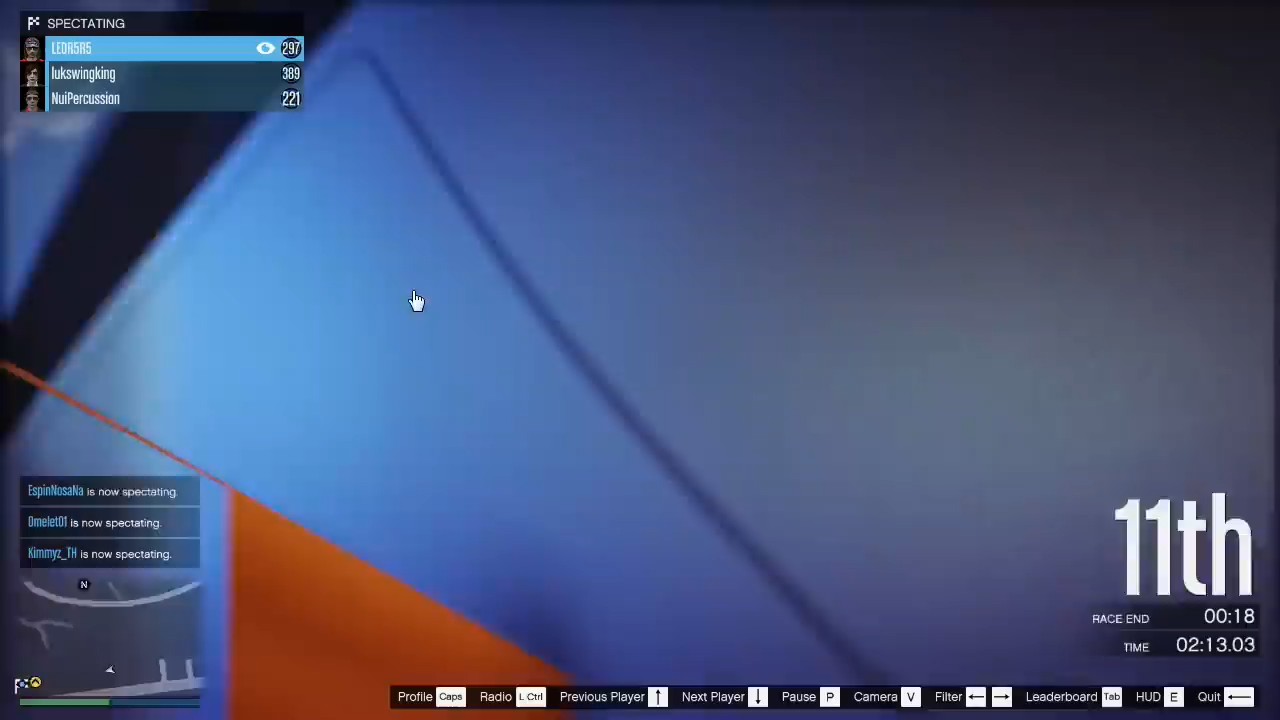 SPECTATING
LEDR5R5 297
lukswingking 389
NuiPercussion 221
EspinNosaNa is now spectating.
Omelet01 is now spectating.
Kimmyz_TH is now spectating.
N
11th
RACE END 00:18
TIME 02:13.03
Profile Caps Radio L Ctrl Previous Player ↑ Next Player ↓ Pause P Camera V Filter ← → Leaderboard Tab HUD E Quit ←